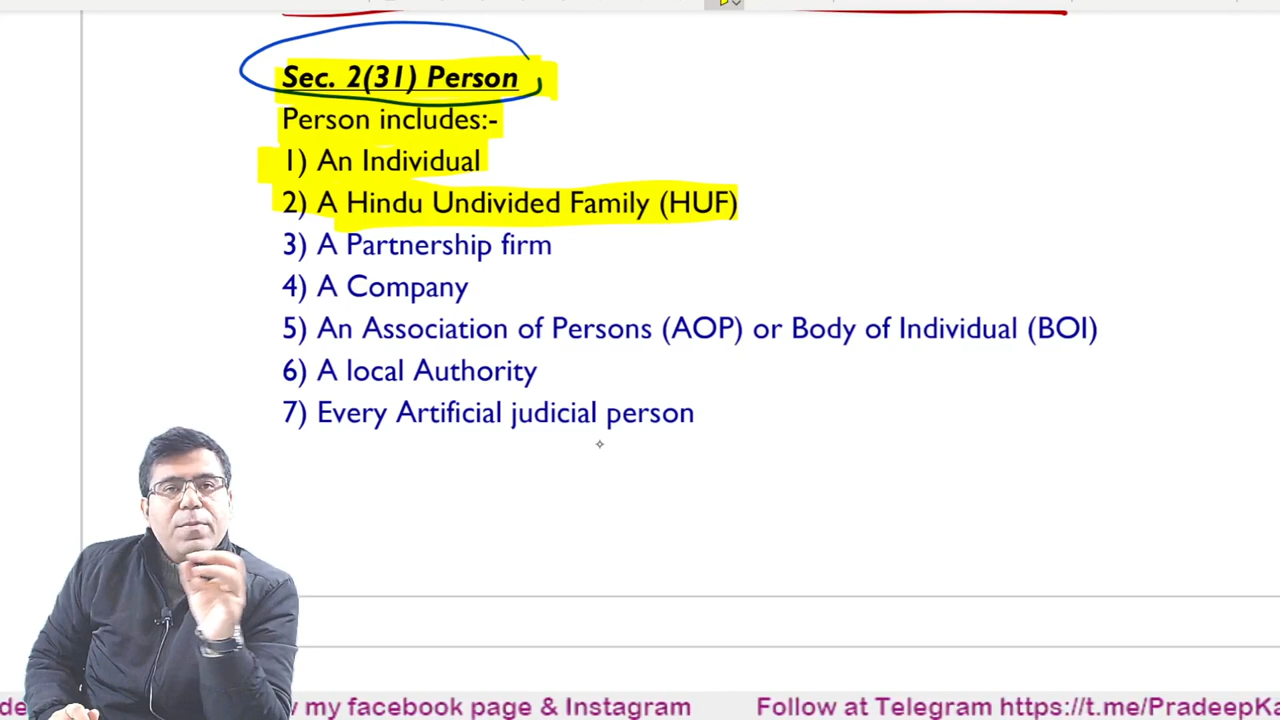 Sec. 2(31) Person
Person includes:-
1) An Individual
2) A Hindu Undivided Family (HUF)
3) A Partnership firm
4) A Company
5) An Association of Persons (AOP) or Body of Individual (BOI)
6) A local Authority
7) Every Artificial judicial person
my facebook page & Instagram Follow at Telegram https://t.me/PradeepKa